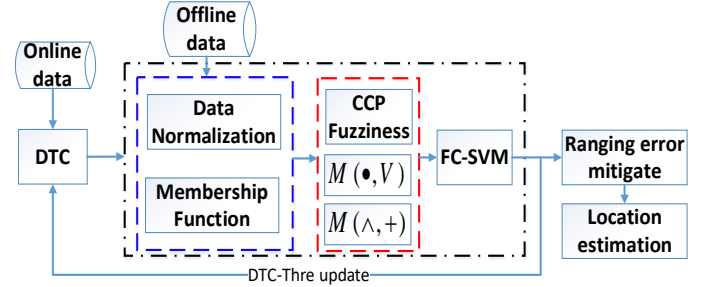 Online
data
Offline
data
DTC
Data
Normalization
Membership
Function
CCP
Fuzziness
M(●,V)
M(∧,+)
FC-SVM
Ranging error
mitigate
Location
estimation
DTC-Thre update